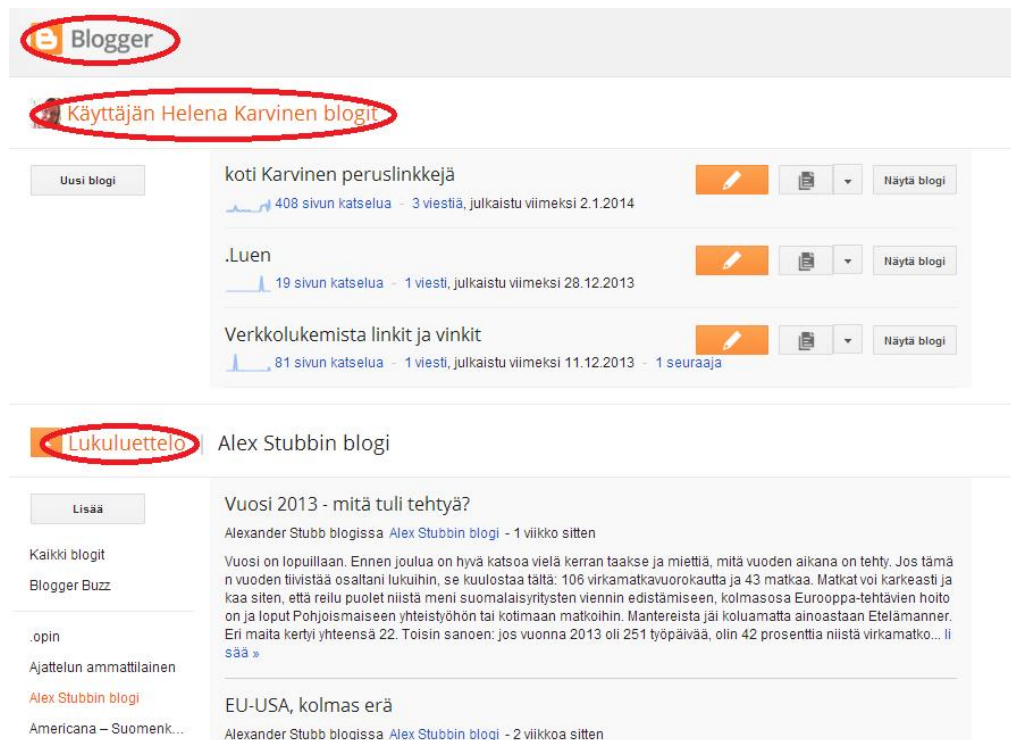 Blogger
Käyttäjän Helena Karvinen blogit
Uusi blogi
koti Karvinen peruslinkkejä
Näytä blogi
408 sivun katselua - 3 viestiä, julkaistu viimeksi 2.1.2014
.Luen
Näytä blogi
19 sivun katselua - 1 viesti, julkaistu viimeksi 28.12.2013
Verkkolukemista linkit ja vinkit
Näytä blogi
81 sivun katselua - 1 viesti, julkaistu viimeksi 11.12.2013 - 1 seuraaja
Lukuluettelo | Alex Stubbin blogi
Lisää
Kaikki blogit
Blogger Buzz
.opin
Ajattelun ammattilainen
Alex Stubbin blogi
Americana – Suomenk...
Vuosi 2013 - mitä tuli tehtyä?
Alexander Stubb blogissa Alex Stubbin blogi - 1 viikko sitten
Vuosi on lopuillaan. Ennen joulua on hyvä katsoa vielä kerran taakse ja miettiä, mitä vuoden aikana on tehty. Jos tämä
n vuoden tiivistää osaltani lukuihin, se kuulostaa tältä: 106 virkamatkavuorokautta ja 43 matkaa. Matkat voi karkeasti ja
kaa siten, että reilu puolet niistä meni suomalaisyritysten viennin edistämiseen, kolmasosa Eurooppa-tehtävien hoito
on ja loput Pohjoismaiseen yhteistyöhön tai kotimaan matkoihin. Mantereista jäi koluamatta ainoastaan Etelämanner.
Eri maita kertyi yhteensä 22. Toisin sanoen: jos vuonna 2013 oli 251 työpäivää, olin 42 prosenttia niistä virkamatko... li
sää »
EU-USA, kolmas erä
Alexander Stubb blogissa Alex Stubbin blogi - 2 viikkoa sitten